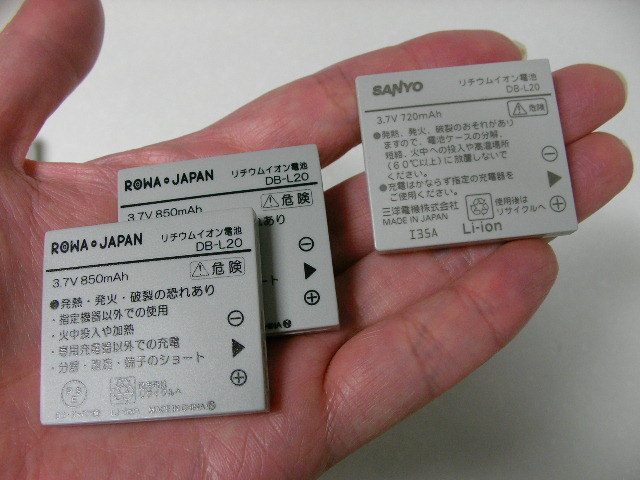 SANYO リチウムイオン電池
DB-L20
3.7V 720mAh
危険
●発熱、発火、破裂のおそれがあり
ますので、電池ケースの分解、
短絡、火中への投入や高温場所
(60℃以上)に放置しないで
ください。
●充電はかならず指定の充電器を
ご使用ください。
三洋電機株式会社
MADE IN JAPAN
使用後は
リサイクルへ
I3SA
Li-ion
ROWA JAPAN リチウムイオン電池
DB-L20
3.7V 850mAh
危険
ROWA JAPAN リチウムイオン電池
DB-L20
3.7V 850mAh
危険
●発熱・発火・破裂の恐れあり
・指定機器以外での使用
・火中投入や加熱
・専用充電器以外での充電
・分解・改造・端子のショート
リサイクルへ
MADE IN CHINA